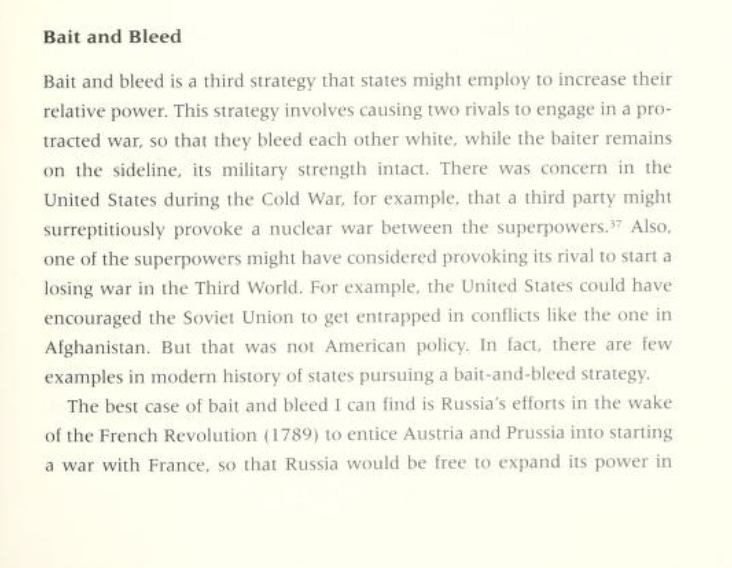 Bait and Bleed
Bait and bleed is a third strategy that states might employ to increase their
relative power. This strategy involves causing two rivals to engage in a pro-
tracted war, so that they bleed each other white, while the baiter remains
on the sideline, its military strength intact. There was concern in the
United States during the Cold War, for example, that a third party might
surreptitiously provoke a nuclear war between the superpowers.³⁷ Also,
one of the superpowers might have considered provoking its rival to start a
losing war in the Third World. For example, the United States could have
encouraged the Soviet Union to get entrapped in conflicts like the one in
Afghanistan. But that was not American policy. In fact, there are few
examples in modern history of states pursuing a bait-and-bleed strategy.
The best case of bait and bleed I can find is Russia's efforts in the wake
of the French Revolution (1789) to entice Austria and Prussia into starting
a war with France, so that Russia would be free to expand its power in